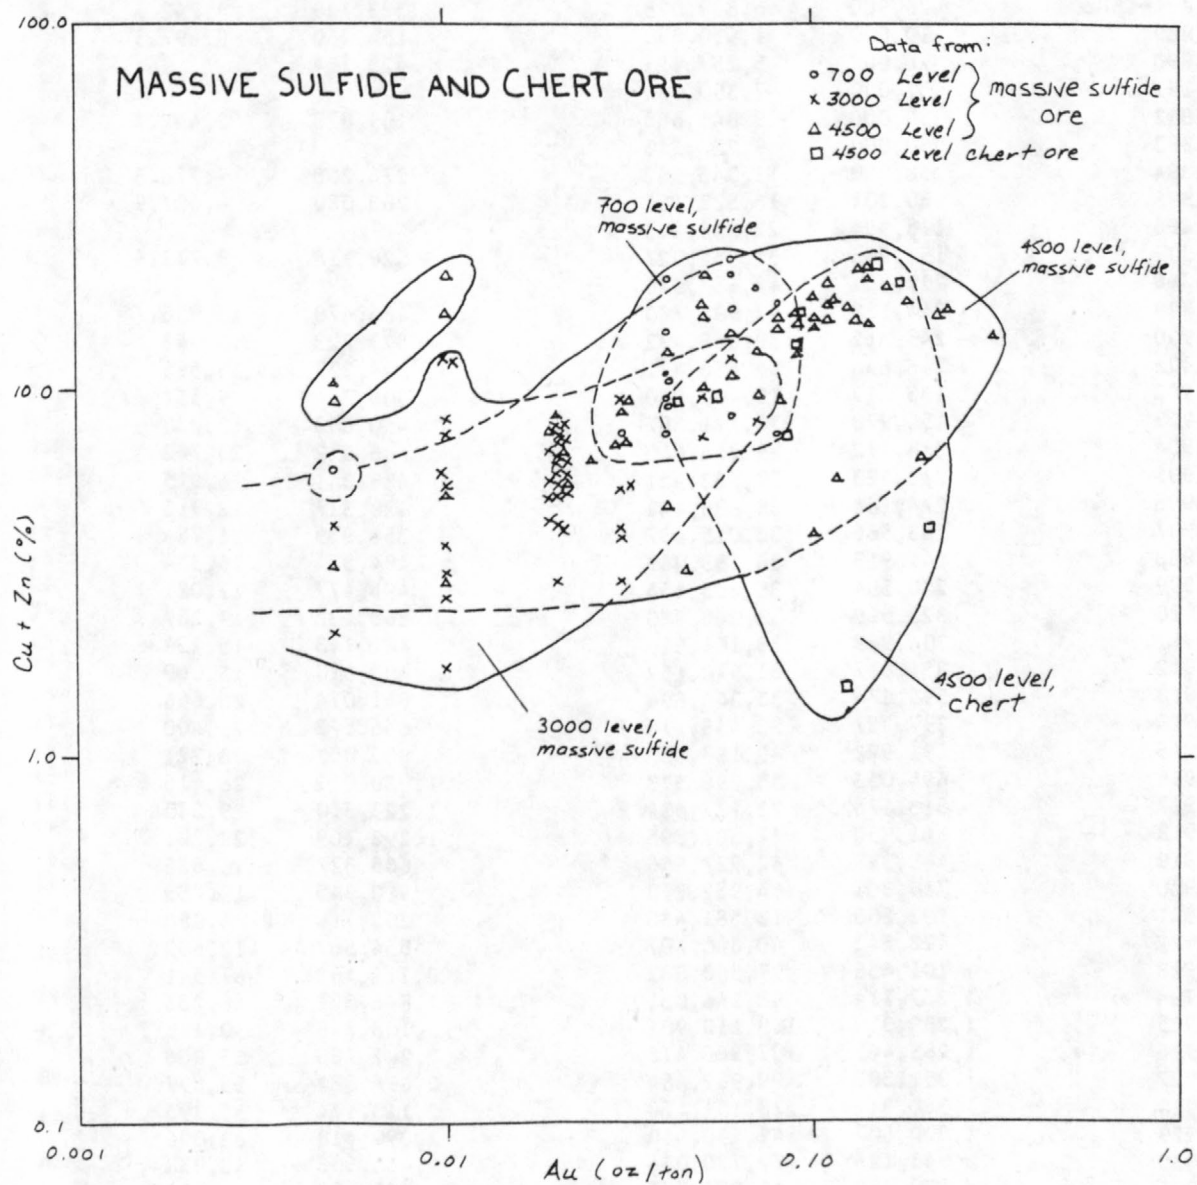 100.0
MASSIVE SULFIDE AND CHERT ORE
Data from:
o 700 Level
x 3000 Level
△ 4500 Level
massive sulfide
ore
□ 4500 Level chert ore
700 level,
massive sulfide
4500 level,
massive sulfide
10.0
Cu + Zn (%)
4500 level,
chert
3000 level,
massive sulfide
1.0
0.1
0.001
0.01
0.10
1.0
Au (oz/ton)